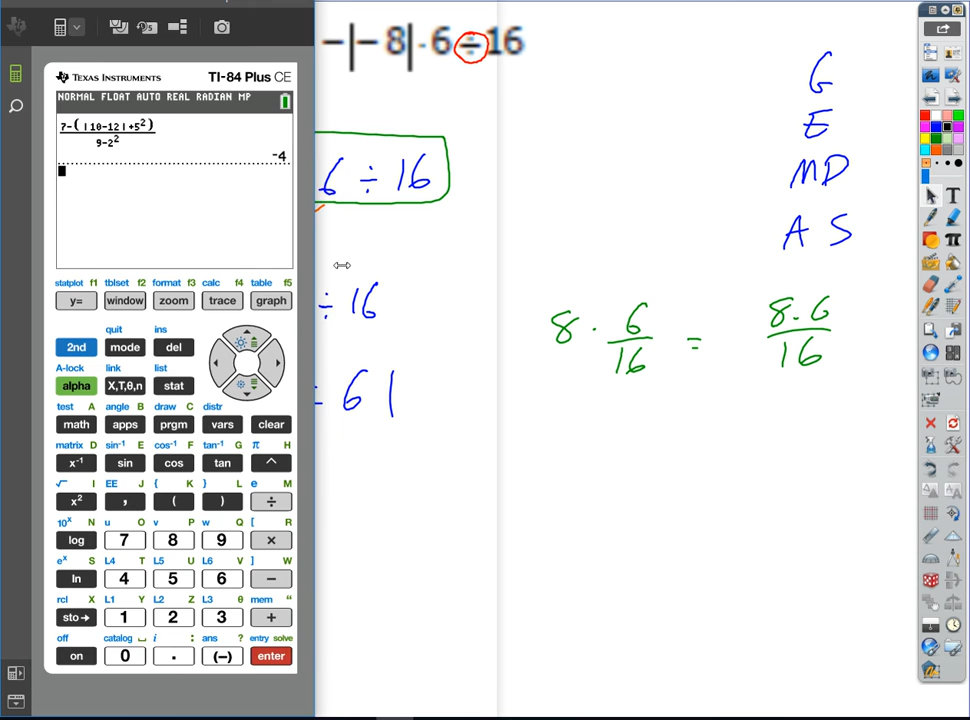 −|−8|·6÷16
TEXAS INSTRUMENTS TI-84 Plus CE
NORMAL FLOAT AUTO REAL RADIAN MP
7-(|10-12|+5²)
9-2²
-4
6 ÷ 16
÷ 16
= 61
G
E
MD
A S
8 · 6/16 = 8·6/16
statplot f1 tblset f2 format f3 calc f4 table f5
y= window zoom trace graph
quit ins
2nd mode del
A-lock link list
alpha X,T,θ,n stat
test A angle B draw C distr
math apps prgm vars clear
matrix D sin⁻¹ E cos⁻¹ F tan⁻¹ G π H
x⁻¹ sin cos tan ^
√ I EE J { K } L e M
x² , ( ) ÷
10ˣ N u O v P w Q [ R
log 7 8 9 ×
eˣ S L4 T L5 U L6 V ] W
ln 4 5 6 −
rcl X L1 Y L2 Z L3 θ mem "
sto→ 1 2 3 +
off catalog ␣ i : ans ? entry solve
on 0 . (−) enter
T
π